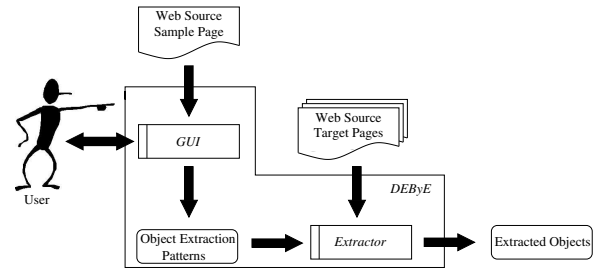 Web Source
Sample Page
Web Source
Target Pages
GUI
DEByE
User
Object Extraction
Patterns
Extractor
Extracted Objects